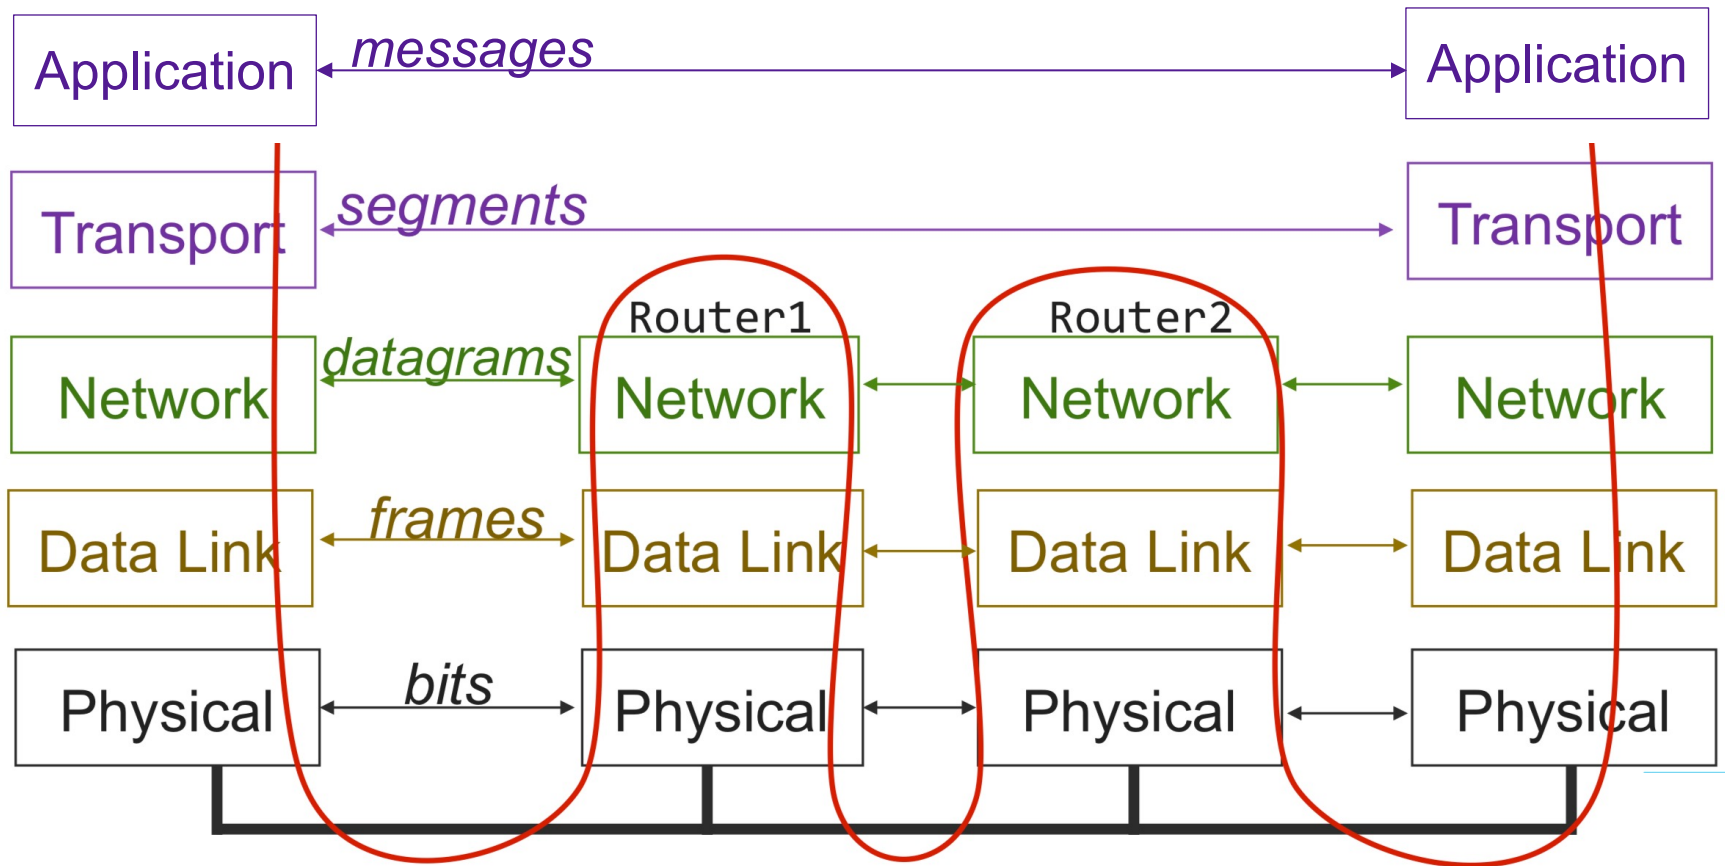 Application messages Application
Transport segments Transport
Router1 Router2
Network datagrams Network Network Network
Data Link frames Data Link Data Link Data Link
Physical bits Physical Physical Physical